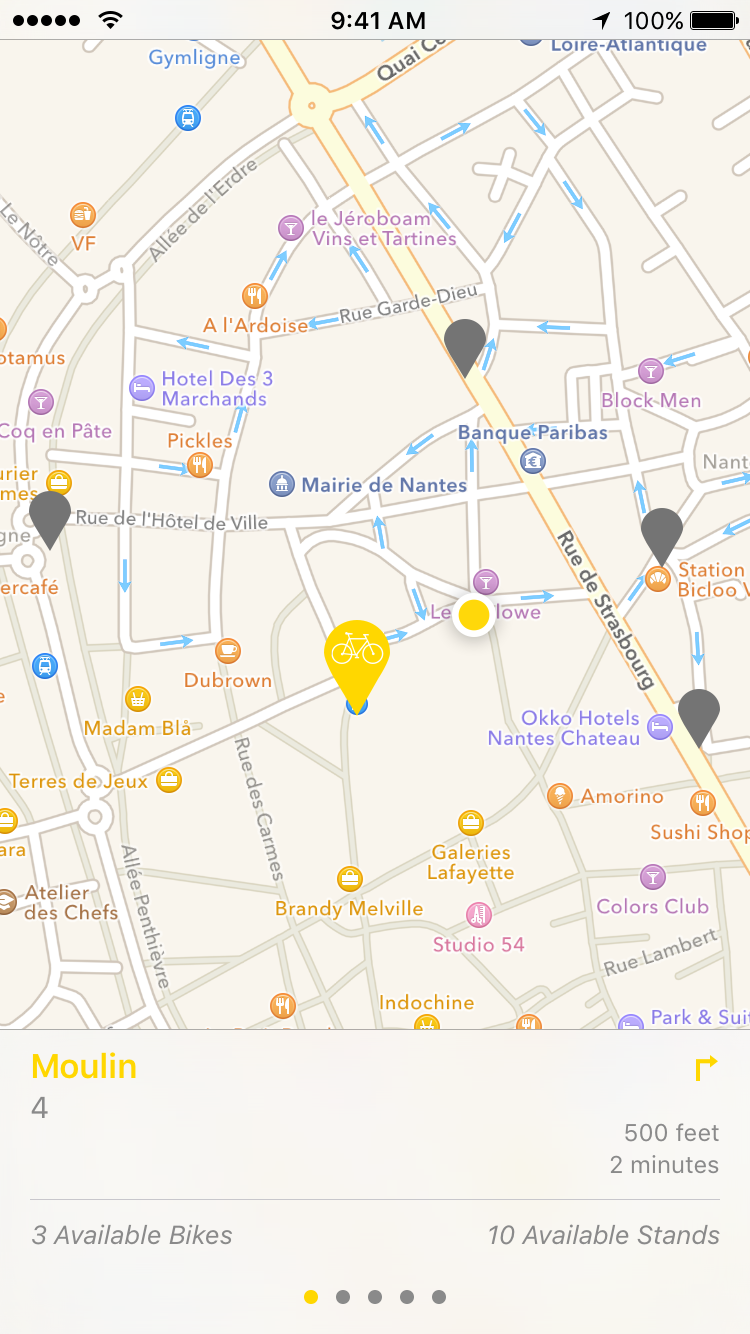 9:41 AM
100%
Loire-Atlantique
Gymligne
Quai Ce
Allée de l'Erdre
Le Nôtre
VF
le Jéroboam
Vins et Tartines
Rue Garde-Dieu
A l'Ardoise
otamus
Hotel Des 3
Marchands
Block Men
Coq en Pâte
Pickles
Banque Paribas
Nant
urier
mes
Mairie de Nantes
Rue de l'Hôtel de Ville
gne
Rue de Strasbourg
ercafé
Station
Bicloo V
Le
lowe
Dubrown
e
Madam Blå
Okko Hotels
Nantes Chateau
Terres de Jeux
Rue des Carmes
Amorino
Sushi Shop
ara
Galeries
Lafayette
Allée Penthièvre
Atelier
des Chefs
Brandy Melville
Colors Club
Studio 54
Rue Lambert
Indochine
Park & Suit
Moulin
4
500 feet
2 minutes
3 Available Bikes
10 Available Stands